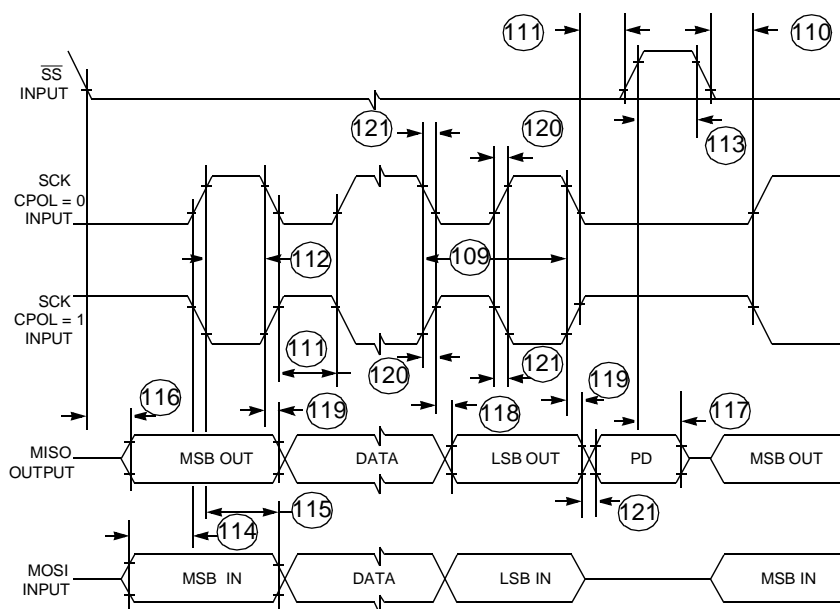 111
110
SS
INPUT
121
120
113
SCK
CPOL = 0
INPUT
112
109
SCK
CPOL = 1
INPUT
111
120
121
116
119
118
119
117
MISO
OUTPUT
MSB OUT
DATA
LSB OUT
PD
MSB OUT
114
115
121
MOSI
INPUT
MSB IN
DATA
LSB IN
MSB IN